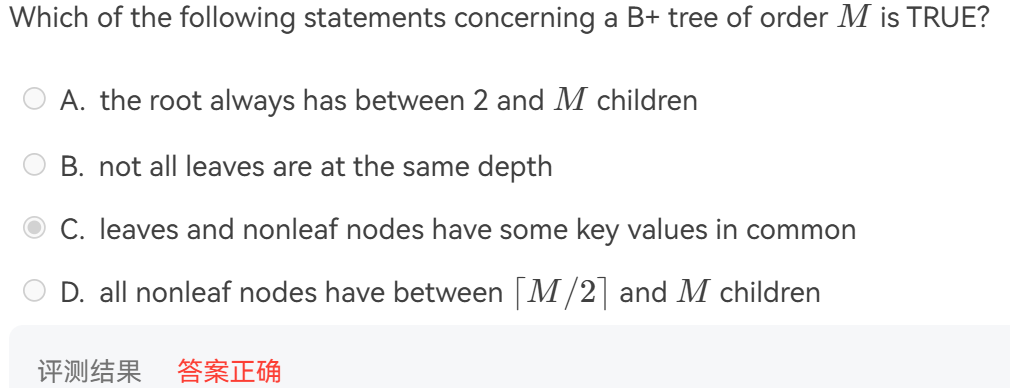 Which of the following statements concerning a B+ tree of order M is TRUE?
A. the root always has between 2 and M children
B. not all leaves are at the same depth
C. leaves and nonleaf nodes have some key values in common
D. all nonleaf nodes have between ⌈M/2⌉ and M children
评测结果 答案正确